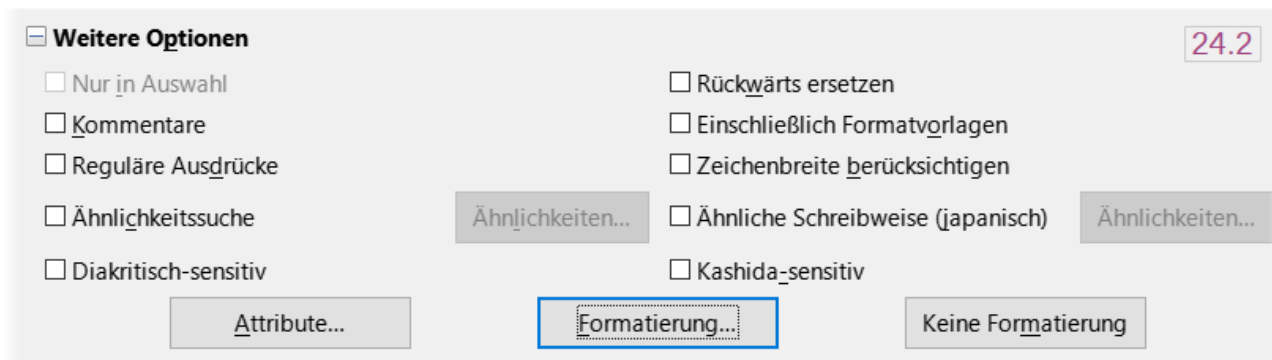 Weitere Optionen
24.2
Nur in Auswahl
Rückwärts ersetzen
Kommentare
Einschließlich Formatvorlagen
Reguläre Ausdrücke
Zeichenbreite berücksichtigen
Ähnlichkeitssuche
Ähnlichkeiten...
Ähnliche Schreibweise (japanisch)
Ähnlichkeiten...
Diakritisch-sensitiv
Kashida-sensitiv
Attribute...
Formatierung...
Keine Formatierung